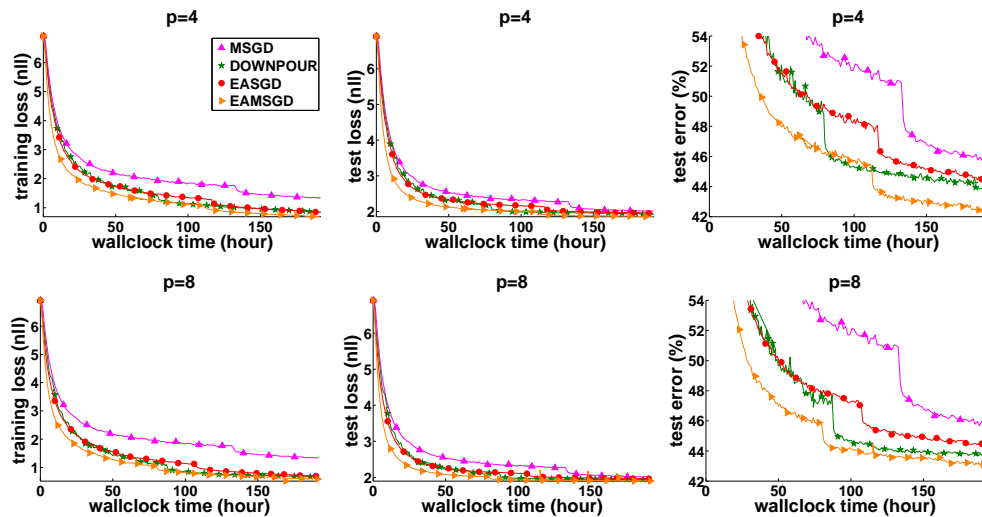 p=4
training loss (nll)
6
5
4
3
2
1
0
50
100
150
wallclock time (hour)
MSGD
DOWNPOUR
EASGD
EAMSGD
p=4
test loss (nll)
6
5
4
3
2
0
50
100
150
wallclock time (hour)
p=4
test error (%)
54
52
50
48
46
44
42
0
50
100
150
wallclock time (hour)
p=8
training loss (nll)
6
5
4
3
2
1
0
50
100
150
wallclock time (hour)
p=8
test loss (nll)
6
5
4
3
2
0
50
100
150
wallclock time (hour)
p=8
test error (%)
54
52
50
48
46
44
42
0
50
100
150
wallclock time (hour)